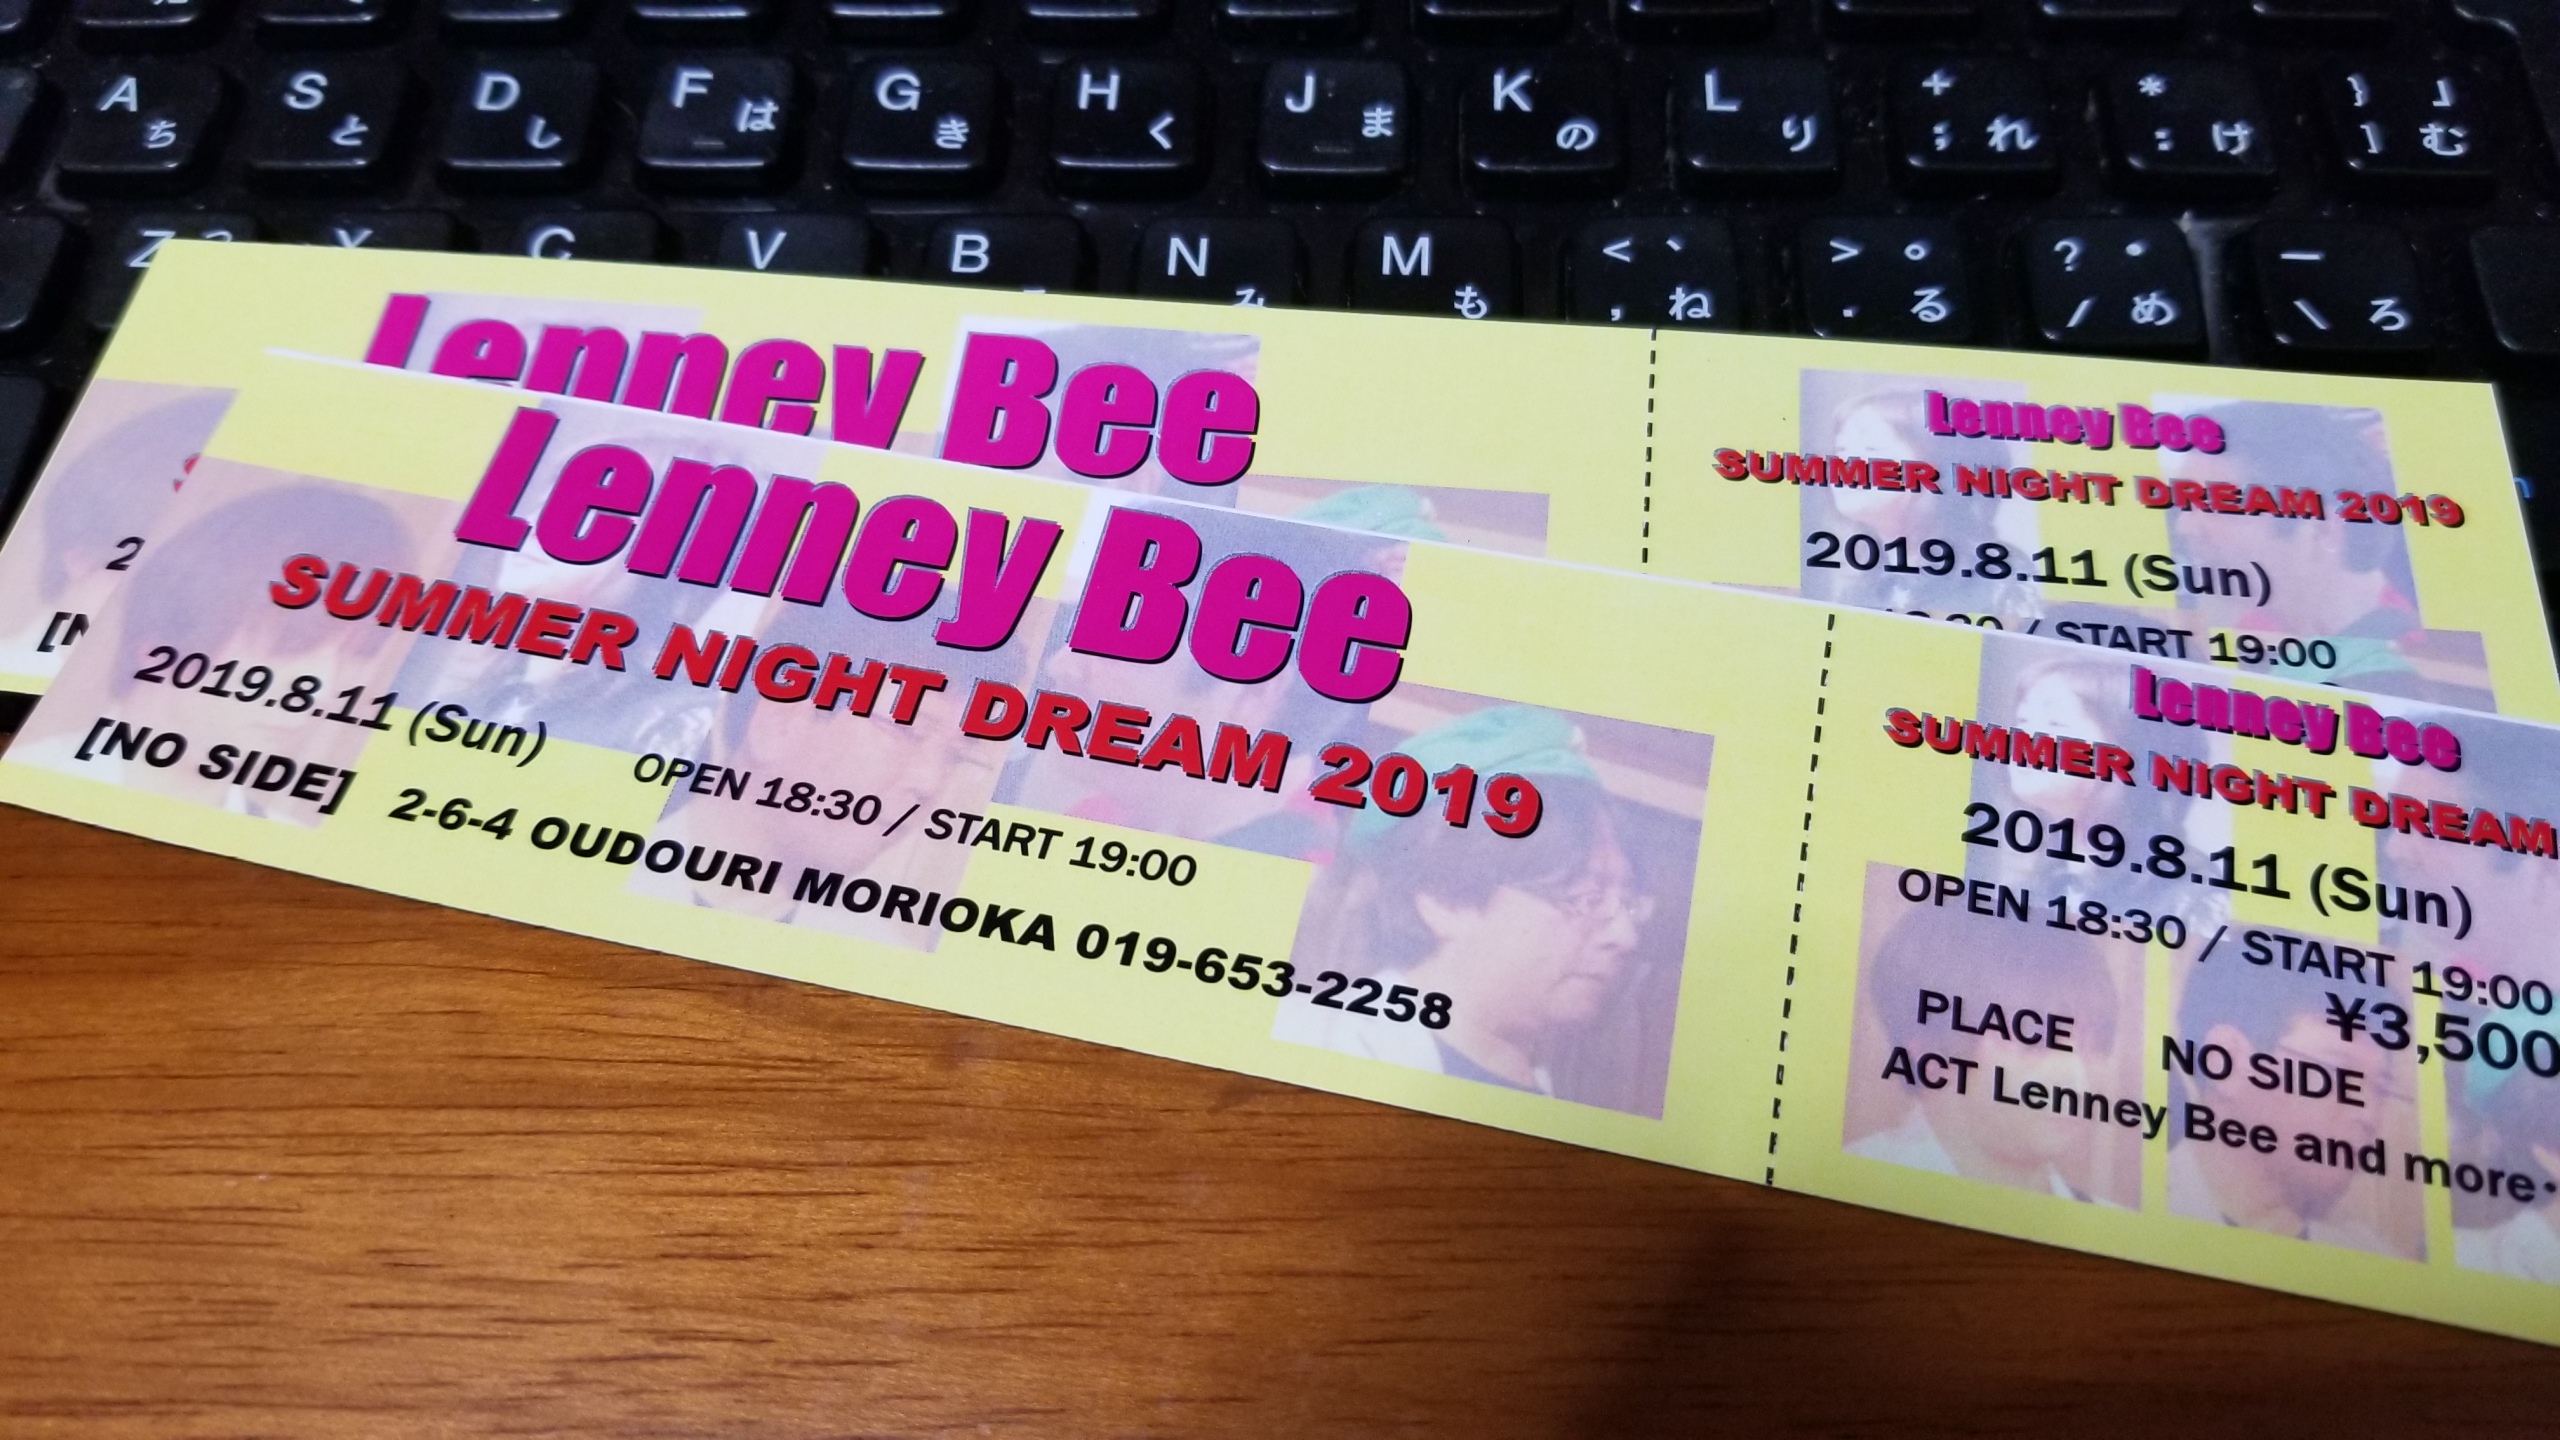 A ち S と D し F は G き H く J ま K の L り + ; れ * : け } 」 ] む
Z X C V B N M も < 、 , ね > 。 . る ? ・ / め _ \ ろ
Lenney Bee
2
[N
Lenney Bee
SUMMER NIGHT DREAM 2019
2019.8.11 (Sun)
/ START 19:00
Lenney Bee
SUMMER NIGHT DREAM 2019
2019.8.11 (Sun) OPEN 18:30 / START 19:00
[NO SIDE] 2-6-4 OUDOURI MORIOKA 019-653-2258
Lenney Bee
SUMMER NIGHT DREAM
2019.8.11 (Sun)
OPEN 18:30 / START 19:00
¥3,500
PLACE NO SIDE
ACT Lenney Bee and more・